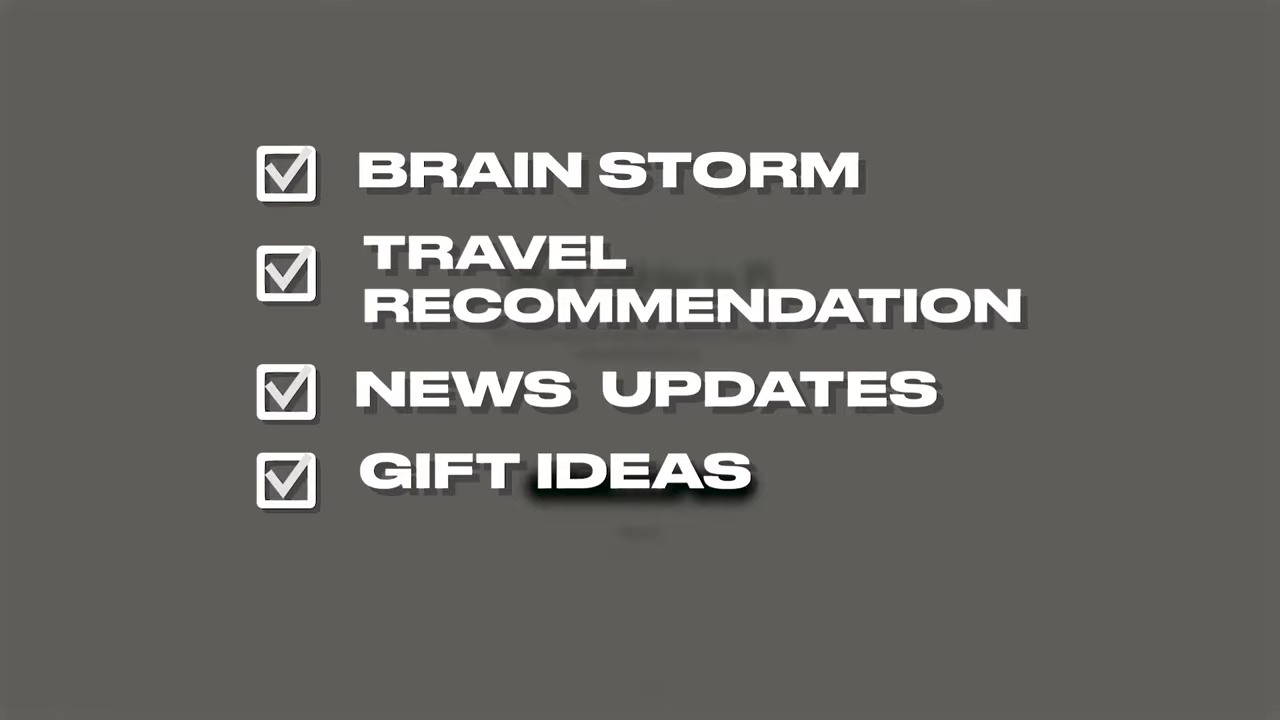 BRAIN STORM
TRAVEL
RECOMMENDATION
NEWS UPDATES
GIFT IDEAS